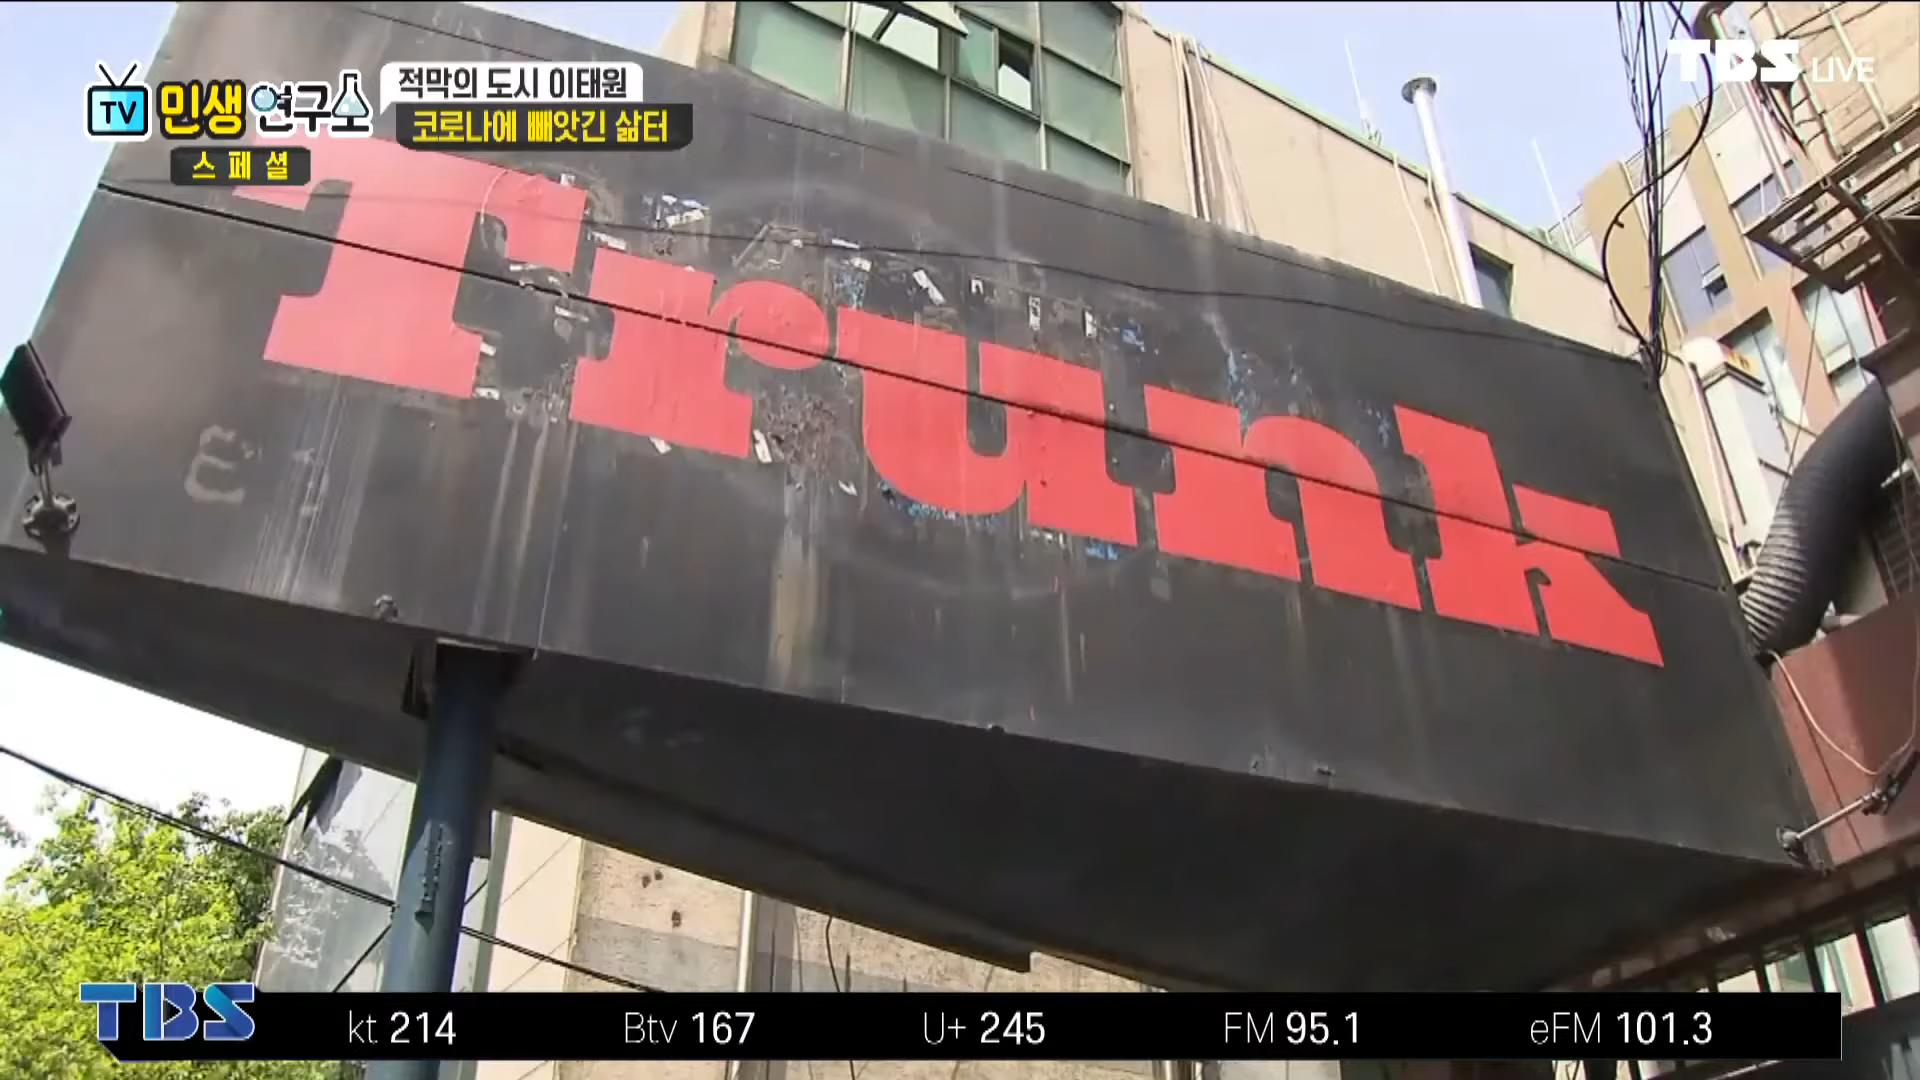 TV 민생연구소
스페셜
적막의 도시 이태원
코로나에 빼앗긴 삶터
TBS LIVE
Trunk
TBS
kt 214
Btv 167
U+ 245
FM 95.1
eFM 101.3